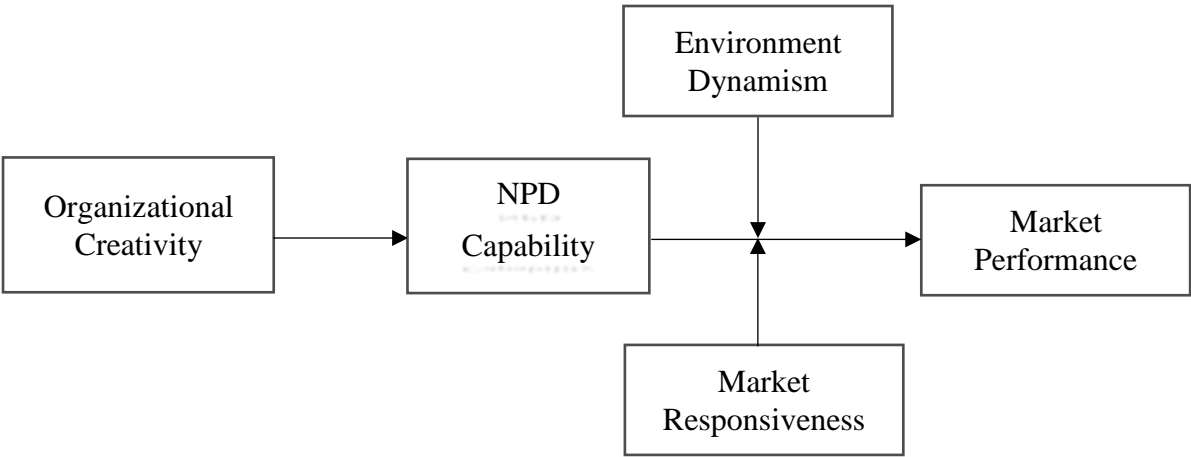 Environment
Dynamism
Organizational
Creativity
NPD
Capability
Market
Performance
Market
Responsiveness